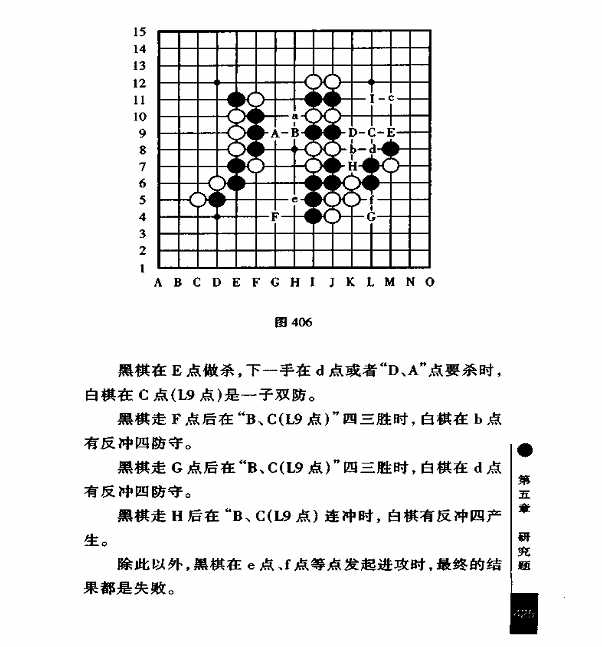 15
14
13
12
11 I c
10 a
9 A B D C E
8 b d
7 H
6
5 e f
4 F G
3
2
1
A B C D E F G H I J K L M N O
图 406
黑棋在 E 点做杀,下一手在 d 点或者“D、A”点要杀时,
白棋在 C 点(L9 点)是一子双防。
黑棋走 F 点后在“B、C(L9 点)”四三胜时,白棋在 b 点
有反冲四防守。
黑棋走 G 点后在“B、C(L9 点)”四三胜时,白棋在 d 点
有反冲四防守。
黑棋走 H 后在“B、C(L9 点) 连冲时,白棋有反冲四产
生。
除此以外,黑棋在 e 点、f 点等点发起进攻时,最终的结
果都是失败。
第五章 研究题